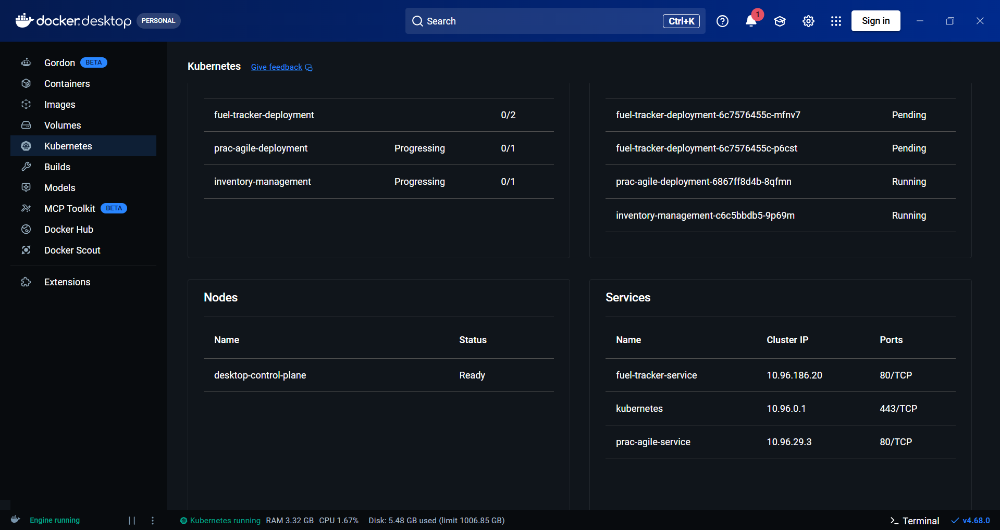 docker.desktop PERSONAL
Search Ctrl+K
1
Sign in
Gordon BETA
Containers
Images
Volumes
Kubernetes
Builds
Models
MCP Toolkit BETA
Docker Hub
Docker Scout
Extensions
Kubernetes Give feedback
fuel-tracker-deployment 0/2
prac-agile-deployment Progressing 0/1
inventory-management Progressing 0/1
fuel-tracker-deployment-6c7576455c-mfnv7 Pending
fuel-tracker-deployment-6c7576455c-p6cst Pending
prac-agile-deployment-6867ff8d4b-8qfmn Running
inventory-management-c6c5bbdb5-9p69m Running
Nodes
Name Status
desktop-control-plane Ready
Services
Name Cluster IP Ports
fuel-tracker-service 10.96.186.20 80/TCP
kubernetes 10.96.0.1 443/TCP
prac-agile-service 10.96.29.3 80/TCP
Engine running
Kubernetes running RAM 3.32 GB CPU 1.67% Disk: 5.48 GB used (limit 1006.85 GB)
Terminal v4.68.0